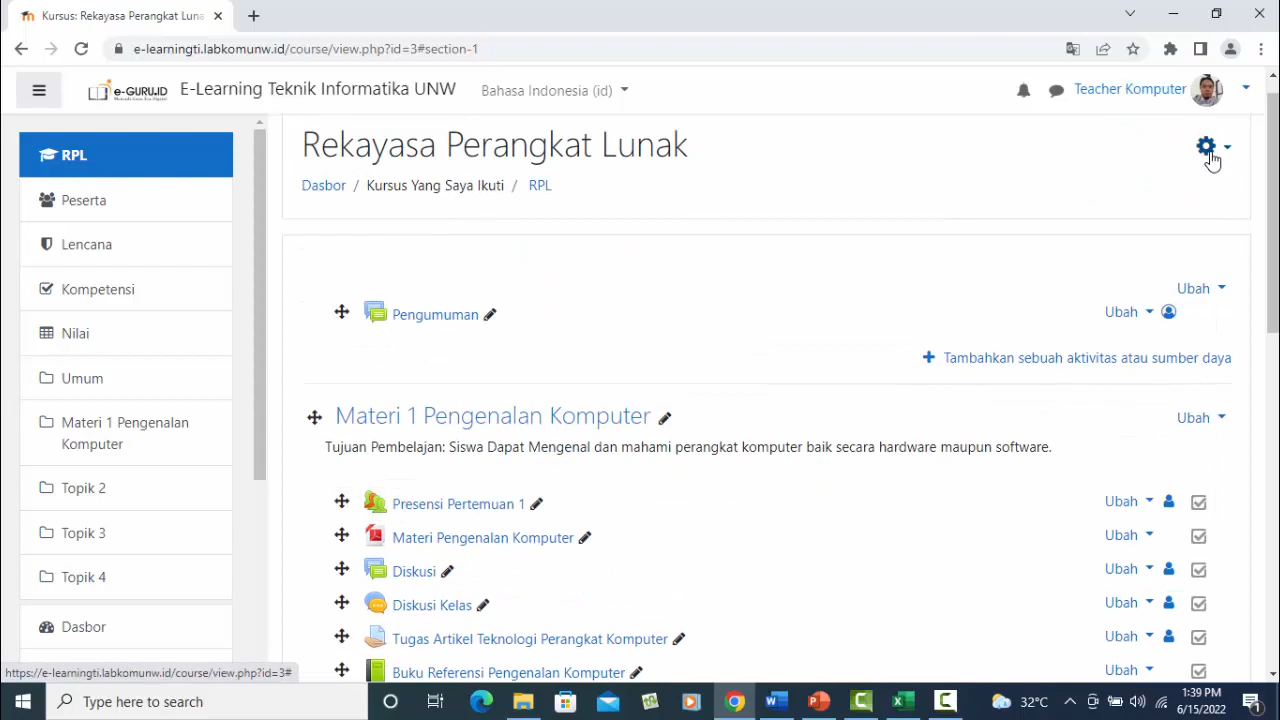 Kursus: Rekayasa Perangkat Luna
e-learningti.labkomunw.id/course/view.php?id=3#section-1
e-GURU.ID
E-Learning Teknik Informatika UNW
Bahasa Indonesia (id)
Teacher Komputer
RPL
Peserta
Lencana
Kompetensi
Nilai
Umum
Materi 1 Pengenalan
Komputer
Topik 2
Topik 3
Topik 4
Dasbor
Rekayasa Perangkat Lunak
Dasbor / Kursus Yang Saya Ikuti / RPL
Ubah
Pengumuman Ubah
Tambahkan sebuah aktivitas atau sumber daya
Materi 1 Pengenalan Komputer Ubah
Tujuan Pembelajaran: Siswa Dapat Mengenal dan mahami perangkat komputer baik secara hardware maupun software.
Presensi Pertemuan 1 Ubah
Materi Pengenalan Komputer Ubah
Diskusi Ubah
Diskusi Kelas Ubah
Tugas Artikel Teknologi Perangkat Komputer Ubah
Buku Referensi Pengenalan Komputer Ubah
https://e-learningti.labkomunw.id/course/view.php?id=3#
Type here to search
32°C
1:39 PM
6/15/2022
1